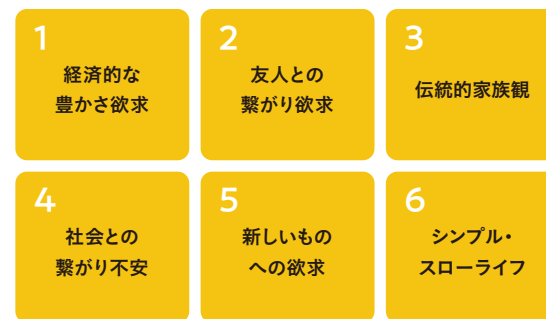 1
経済的な
豊かさ欲求
2
友人との
繋がり欲求
3
伝統的家族観
4
社会との
繋がり不安
5
新しいもの
への欲求
6
シンプル・
スローライフ